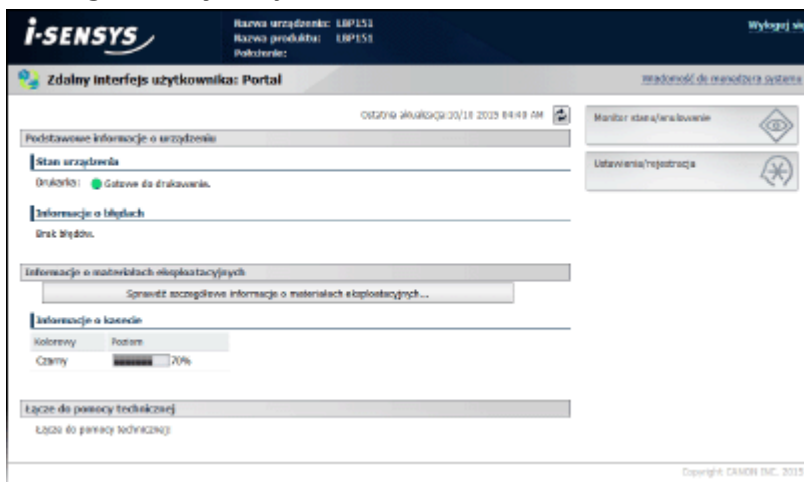 i-SENSYS
Nazwa urządzenia: LBP151
Nazwa produktu: LBP151
Położenie:
Wyloguj się
Zdalny interfejs użytkownika: Portal
Wiadomość do menedżera systemu
Ostatnia aktualizacja:10/10 2015 04:40 AM
Podstawowe informacje o urządzeniu
Stan urządzenia
Drukarka: Gotowe do drukowania.
Informacje o błędach
Brak błędów.
Informacje o materiałach eksploatacyjnych
Sprawdź szczegółowe informacje o materiałach eksploatacyjnych...
Informacje o kasecie
Kolorowy Poziom
Czarny 70%
Łącze do pomocy technicznej
Łącze do pomocy technicznej:
Monitor stanu/anulowanie
Ustawienia/rejestracja
Copyright CANON INC. 2015